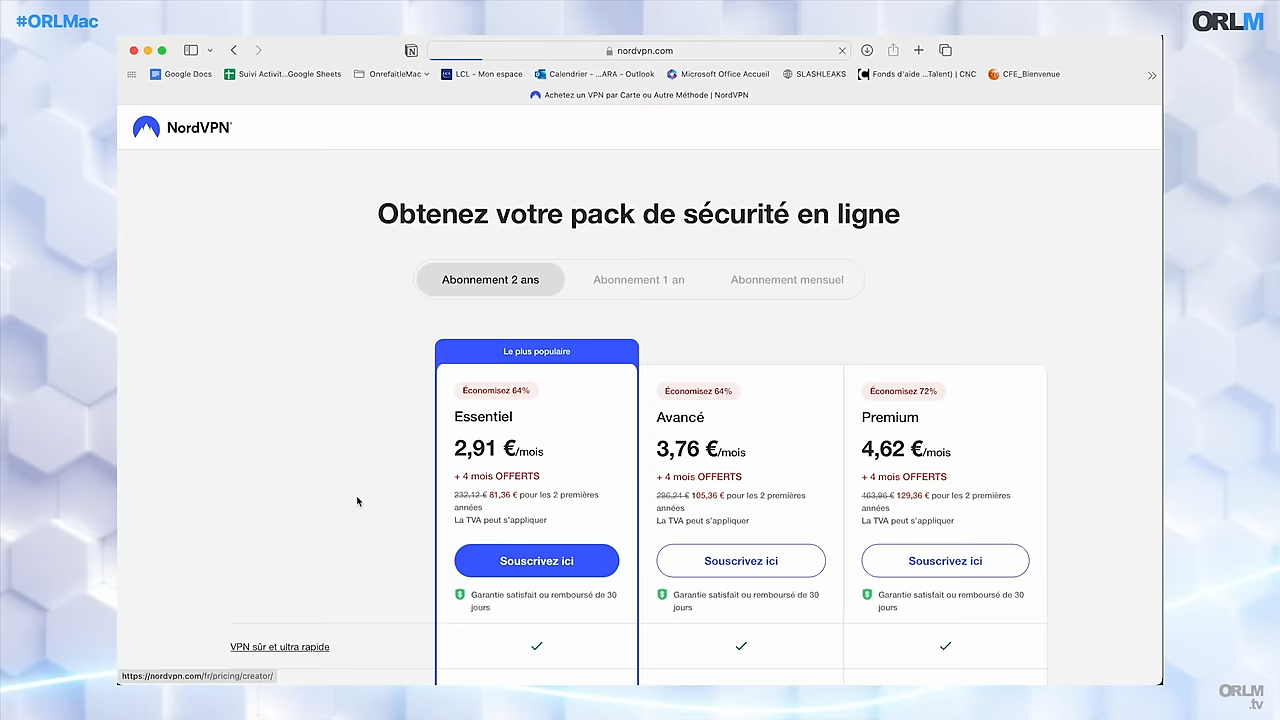 #ORLMac
ORLM
nordvpn.com
Google Docs
Suivi Activit...Google Sheets
OnrefaitleMac
LCL - Mon espace
Calendrier - ...ARA – Outlook
Microsoft Office Accueil
SLASHLEAKS
Fonds d'aide ...Talent) | CNC
CFE_Bienvenue
Achetez un VPN par Carte ou Autre Méthode | NordVPN
NordVPN®
Obtenez votre pack de sécurité en ligne
Abonnement 2 ans
Abonnement 1 an
Abonnement mensuel
Le plus populaire
Économisez 64%
Essentiel
2,91 €/mois
+ 4 mois OFFERTS
232,12 € 81,36 € pour les 2 premières
années
La TVA peut s'appliquer
Souscrivez ici
Garantie satisfait ou remboursé de 30
jours
Économisez 64%
Avancé
3,76 €/mois
+ 4 mois OFFERTS
296,24 € 105,36 € pour les 2 premières
années
La TVA peut s'appliquer
Souscrivez ici
Garantie satisfait ou remboursé de 30
jours
Économisez 72%
Premium
4,62 €/mois
+ 4 mois OFFERTS
463,96 € 129,36 € pour les 2 premières
années
La TVA peut s'appliquer
Souscrivez ici
Garantie satisfait ou remboursé de 30
jours
VPN sûr et ultra rapide
https://nordvpn.com/fr/pricing/creator/
ORLM
.tv